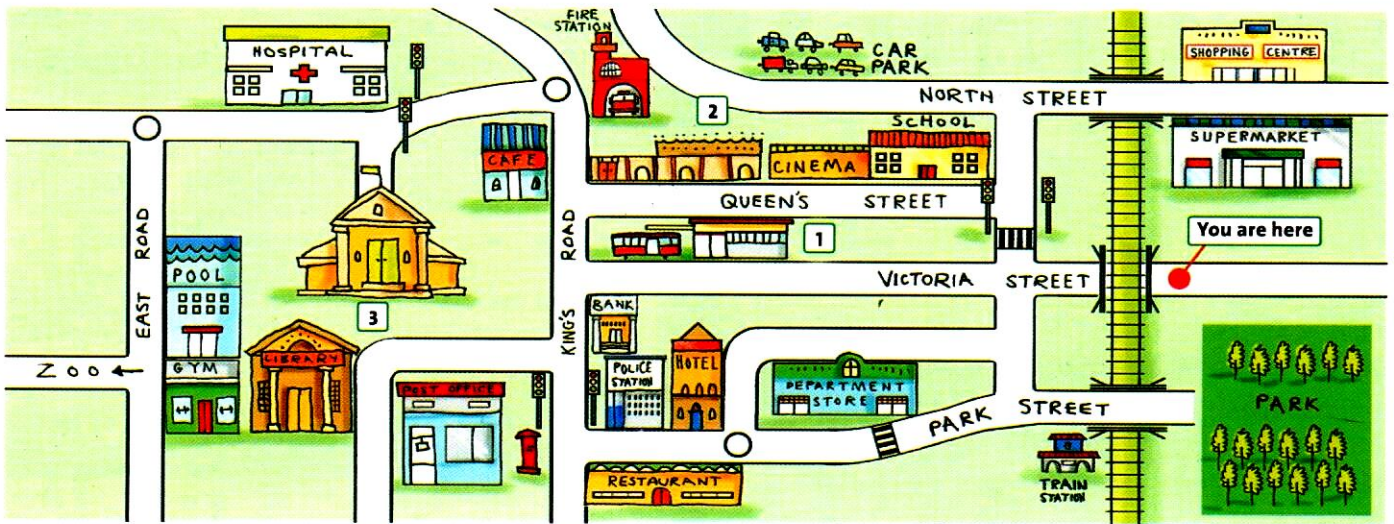 FIRE
STATION
HOSPITAL
CAR
PARK
SHOPPING CENTRE
NORTH STREET
2
SCHOOL
SUPERMARKET
CAFE
CINEMA
QUEEN'S STREET
EAST ROAD
KING'S ROAD
1
You are here
POOL
VICTORIA STREET
BANK
3
LIBRARY
HOTEL
POLICE
STATION
ZOO ←
GYM
POST OFFICE
DEPARTMENT
STORE
PARK STREET
PARK
RESTAURANT
TRAIN
STATION